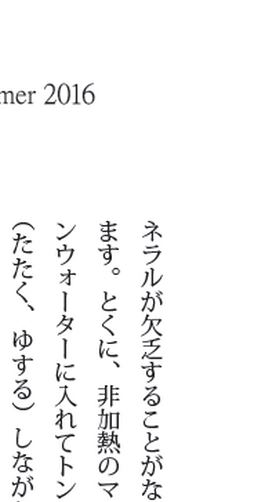 mer 2016
ネラルが欠乏することがな
ます。とくに、非加熱のマ
ンウォーターに入れてトン
(たたく、ゆする)しなが